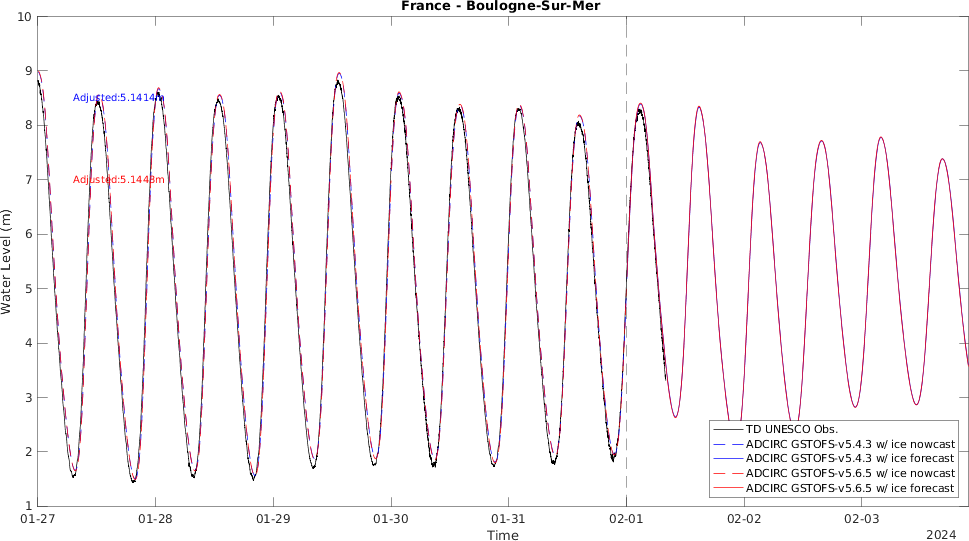 France - Boulogne-Sur-Mer
10
9
8
7
6
5
4
3
2
1
Water Level (m)
Adjusted:5.1414m
Adjusted:5.1443m
TD UNESCO Obs.
ADCIRC GSTOFS-v5.4.3 w/ ice nowcast
ADCIRC GSTOFS-v5.4.3 w/ ice forecast
ADCIRC GSTOFS-v5.6.5 w/ ice nowcast
ADCIRC GSTOFS-v5.6.5 w/ ice forecast
01-27
01-28
01-29
01-30
01-31
02-01
02-02
02-03
Time
2024